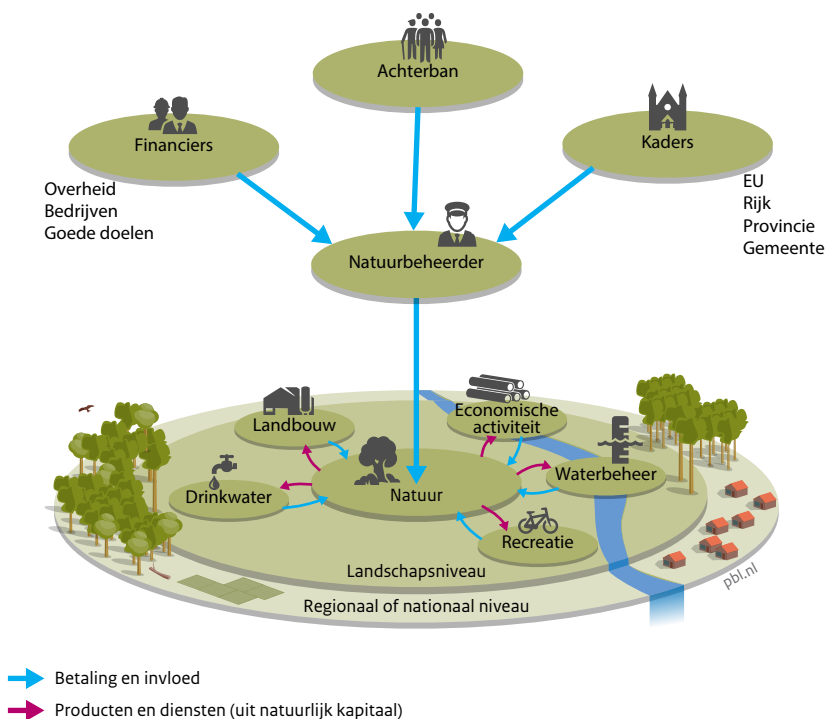 Achterban
Financiers
Kaders
Overheid
Bedrijven
Goede doelen
EU
Rijk
Provincie
Gemeente
Natuurbeheerder
Landbouw
Economische
activiteit
Drinkwater
Natuur
Waterbeheer
Recreatie
Landschapsniveau
Regionaal of nationaal niveau
pbl.nl
Betaling en invloed
Producten en diensten (uit natuurlijk kapitaal)